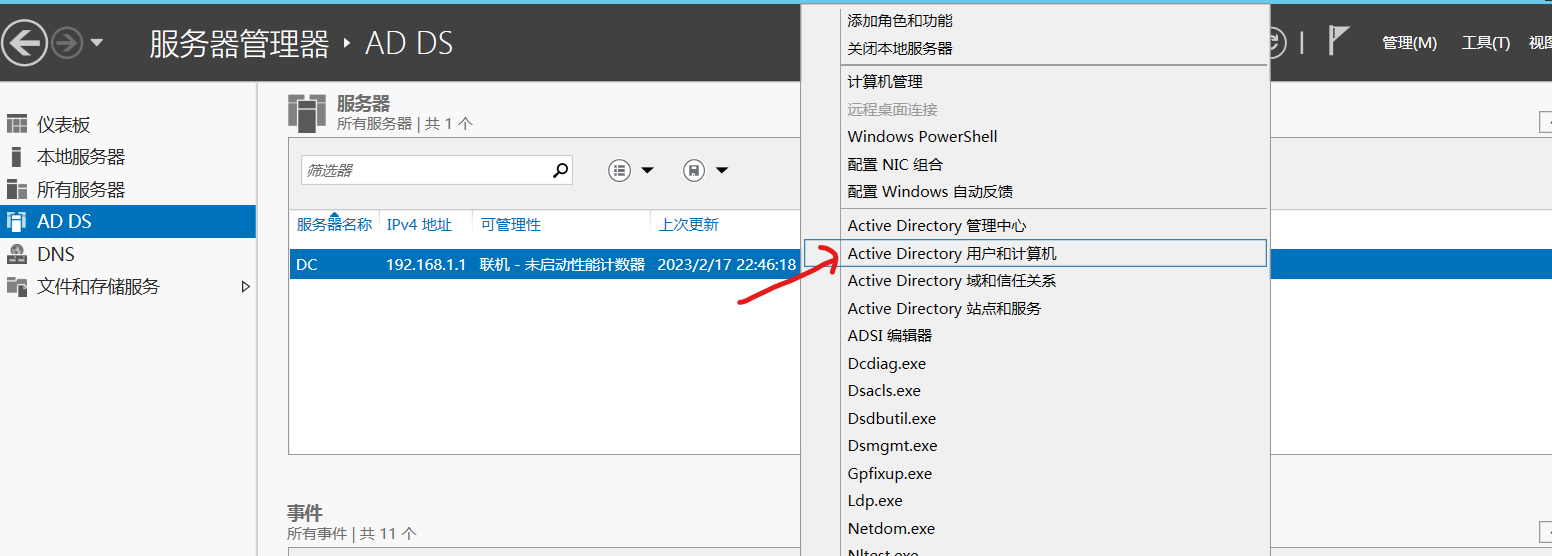 服务器管理器 ‣ AD DS
管理(M) 工具(T) 视图
仪表板
本地服务器
所有服务器
AD DS
DNS
文件和存储服务
服务器
所有服务器 | 共 1 个
筛选器
服务器名称 IPv4 地址 可管理性 上次更新
DC 192.168.1.1 联机 - 未启动性能计数器 2023/2/17 22:46:18
事件
所有事件 | 共 11 个
添加角色和功能
关闭本地服务器
计算机管理
远程桌面连接
Windows PowerShell
配置 NIC 组合
配置 Windows 自动反馈
Active Directory 管理中心
Active Directory 用户和计算机
Active Directory 域和信任关系
Active Directory 站点和服务
ADSI 编辑器
Dcdiag.exe
Dsacls.exe
Dsdbutil.exe
Dsmgmt.exe
Gpfixup.exe
Ldp.exe
Netdom.exe
Nltest.exe